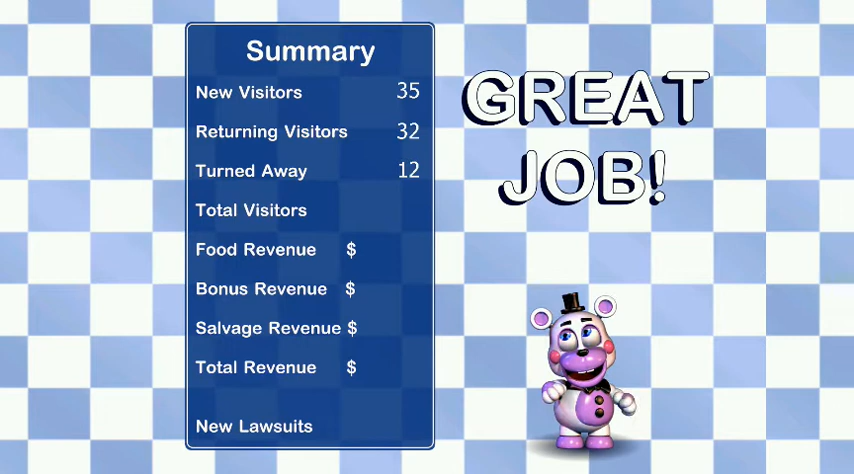 Summary
New Visitors 35
Returning Visitors 32
Turned Away 12
Total Visitors
Food Revenue $
Bonus Revenue $
Salvage Revenue $
Total Revenue $
New Lawsuits
GREAT
JOB!